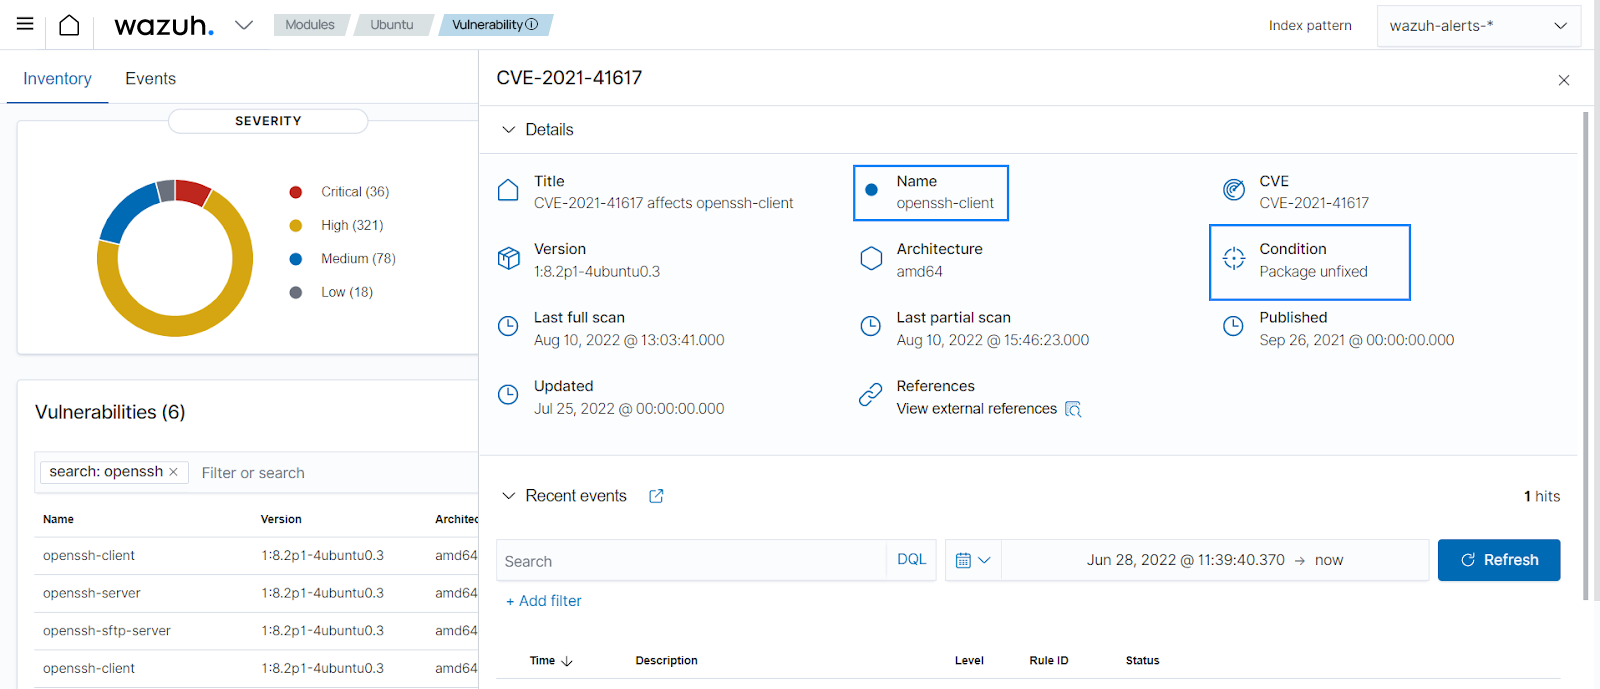 wazuh.
Modules
Ubuntu
Vulnerability
Index pattern
wazuh-alerts-*
Inventory
Events
SEVERITY
Critical (36)
High (321)
Medium (78)
Low (18)
Vulnerabilities (6)
search: openssh ×
Filter or search
Name Version Architec
openssh-client 1:8.2p1-4ubuntu0.3 amd64
openssh-server 1:8.2p1-4ubuntu0.3 amd64
openssh-sftp-server 1:8.2p1-4ubuntu0.3 amd64
openssh-client 1:8.2p1-4ubuntu0.3 amd64
CVE-2021-41617
Details
Title
CVE-2021-41617 affects openssh-client
Name
openssh-client
CVE
CVE-2021-41617
Version
1:8.2p1-4ubuntu0.3
Architecture
amd64
Condition
Package unfixed
Last full scan
Aug 10, 2022 @ 13:03:41.000
Last partial scan
Aug 10, 2022 @ 15:46:23.000
Published
Sep 26, 2021 @ 00:00:00.000
Updated
Jul 25, 2022 @ 00:00:00.000
References
View external references
Recent events
1 hits
Search
DQL
Jun 28, 2022 @ 11:39:40.370 → now
Refresh
+ Add filter
Time ↓ Description Level Rule ID Status